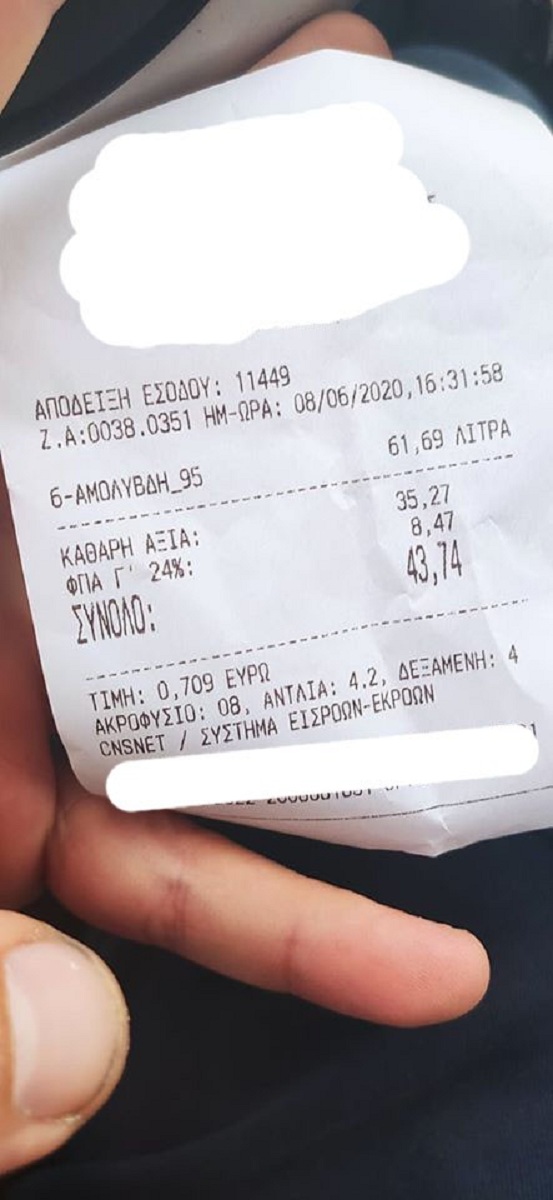 ΑΠΟΔΕΙΞΗ ΕΣΟΔΟΥ: 11449
Ζ.Α:0038.0351 ΗΜ-ΩΡΑ: 08/06/2020,16:31:58
6-ΑΜΟΛΥΒΔΗ_95 61,69 ΛΙΤΡΑ
ΚΑΘΑΡΗ ΑΞΙΑ: 35,27
ΦΠΑ Γ' 24%: 8,47
ΣΥΝΟΛΟ: 43,74
ΤΙΜΗ: 0,709 ΕΥΡΩ
ΑΚΡΟΦΥΣΙΟ: 08, ΑΝΤΛΙΑ: 4.2, ΔΕΞΑΜΕΝΗ: 4
CNSNET / ΣΥΣΤΗΜΑ ΕΙΣΡΟΩΝ-ΕΚΡΟΩΝ